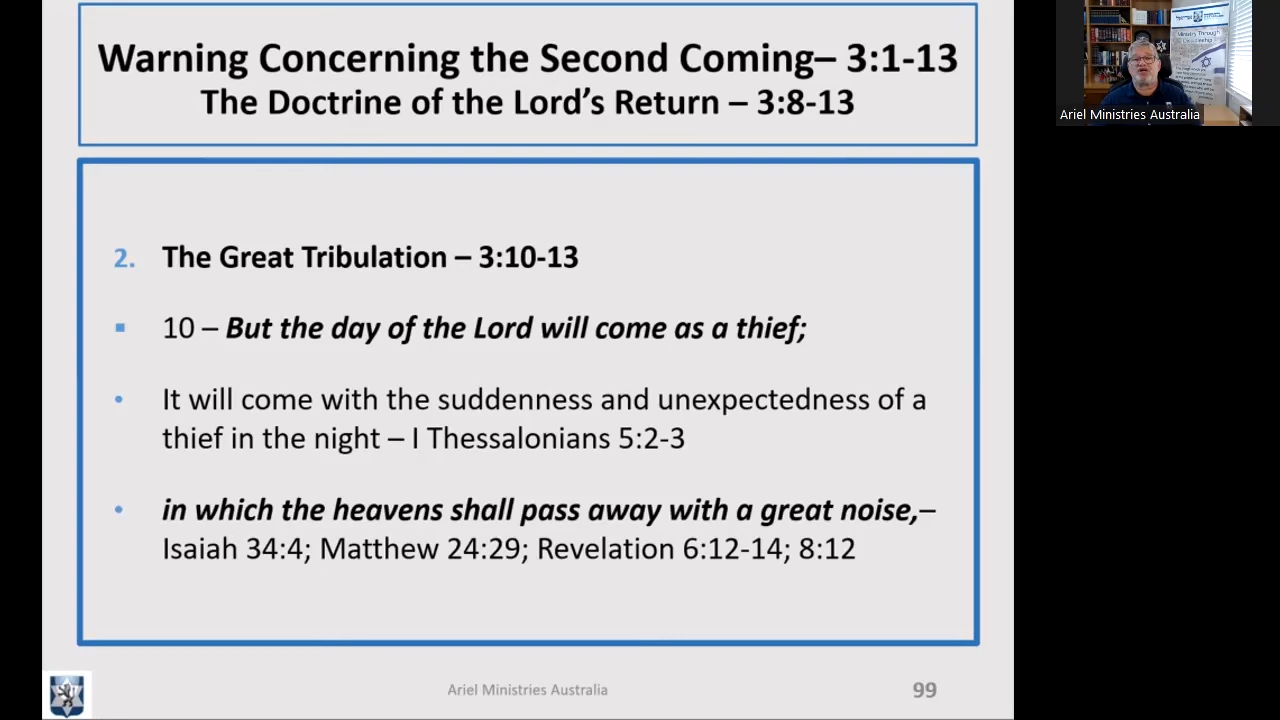 Warning Concerning the Second Coming– 3:1-13
The Doctrine of the Lord’s Return – 3:8-13
2. The Great Tribulation – 3:10-13
▪ 10 – But the day of the Lord will come as a thief;
• It will come with the suddenness and unexpectedness of a
thief in the night – I Thessalonians 5:2-3
• in which the heavens shall pass away with a great noise,–
Isaiah 34:4; Matthew 24:29; Revelation 6:12-14; 8:12
Ariel Ministries Australia
99
Ministry Through
Ariel Ministries Australia